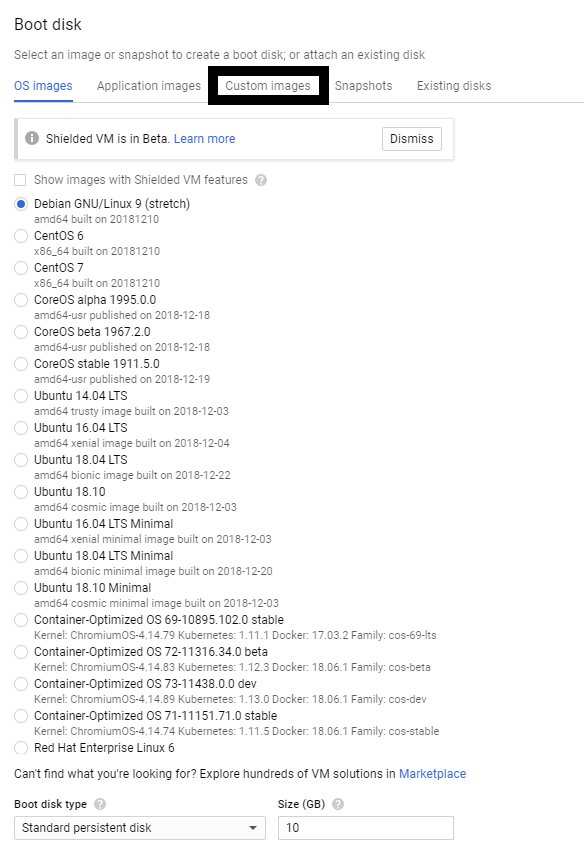 Boot disk
Select an image or snapshot to create a boot disk; or attach an existing disk
OS images Application images Custom images Snapshots Existing disks
Shielded VM is in Beta. Learn more Dismiss
Show images with Shielded VM features
Debian GNU/Linux 9 (stretch)
amd64 built on 20181210
CentOS 6
x86_64 built on 20181210
CentOS 7
x86_64 built on 20181210
CoreOS alpha 1995.0.0
amd64-usr published on 2018-12-18
CoreOS beta 1967.2.0
amd64-usr published on 2018-12-18
CoreOS stable 1911.5.0
amd64-usr published on 2018-12-19
Ubuntu 14.04 LTS
amd64 trusty image built on 2018-12-03
Ubuntu 16.04 LTS
amd64 xenial image built on 2018-12-04
Ubuntu 18.04 LTS
amd64 bionic image built on 2018-12-22
Ubuntu 18.10
amd64 cosmic image built on 2018-12-03
Ubuntu 16.04 LTS Minimal
amd64 xenial minimal image built on 2018-12-03
Ubuntu 18.04 LTS Minimal
amd64 bionic minimal image built on 2018-12-20
Ubuntu 18.10 Minimal
amd64 cosmic minimal image built on 2018-12-03
Container-Optimized OS 69-10895.102.0 stable
Kernel: ChromiumOS-4.14.79 Kubernetes: 1.11.1 Docker: 17.03.2 Family: cos-69-lts
Container-Optimized OS 72-11316.34.0 beta
Kernel: ChromiumOS-4.14.83 Kubernetes: 1.12.3 Docker: 18.06.1 Family: cos-beta
Container-Optimized OS 73-11438.0.0 dev
Kernel: ChromiumOS-4.14.89 Kubernetes: 1.13.0 Docker: 18.06.1 Family: cos-dev
Container-Optimized OS 71-11151.71.0 stable
Kernel: ChromiumOS-4.14.74 Kubernetes: 1.11.5 Docker: 18.06.1 Family: cos-stable
Red Hat Enterprise Linux 6
Can't find what you're looking for? Explore hundreds of VM solutions in Marketplace
Boot disk type ? Size (GB) ?
Standard persistent disk 10